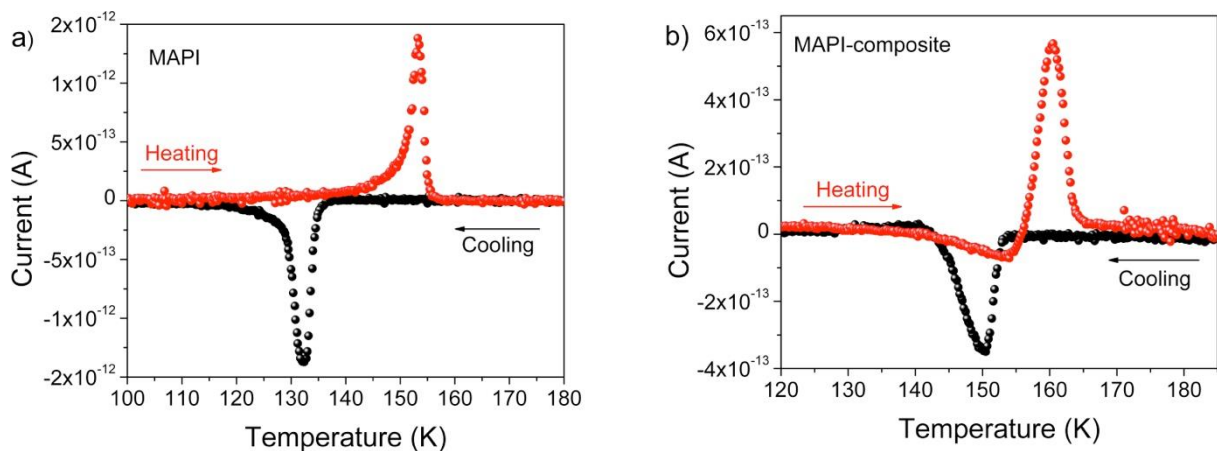 a)
MAPI
Heating
Cooling
2x10⁻¹²
1x10⁻¹²
5x10⁻¹³
0
-5x10⁻¹³
-1x10⁻¹²
-2x10⁻¹²
Current (A)
100 110 120 130 140 150 160 170 180
Temperature (K)
b)
MAPI-composite
Heating
Cooling
6x10⁻¹³
4x10⁻¹³
2x10⁻¹³
0
-2x10⁻¹³
-4x10⁻¹³
Current (A)
120 130 140 150 160 170 180
Temperature (K)